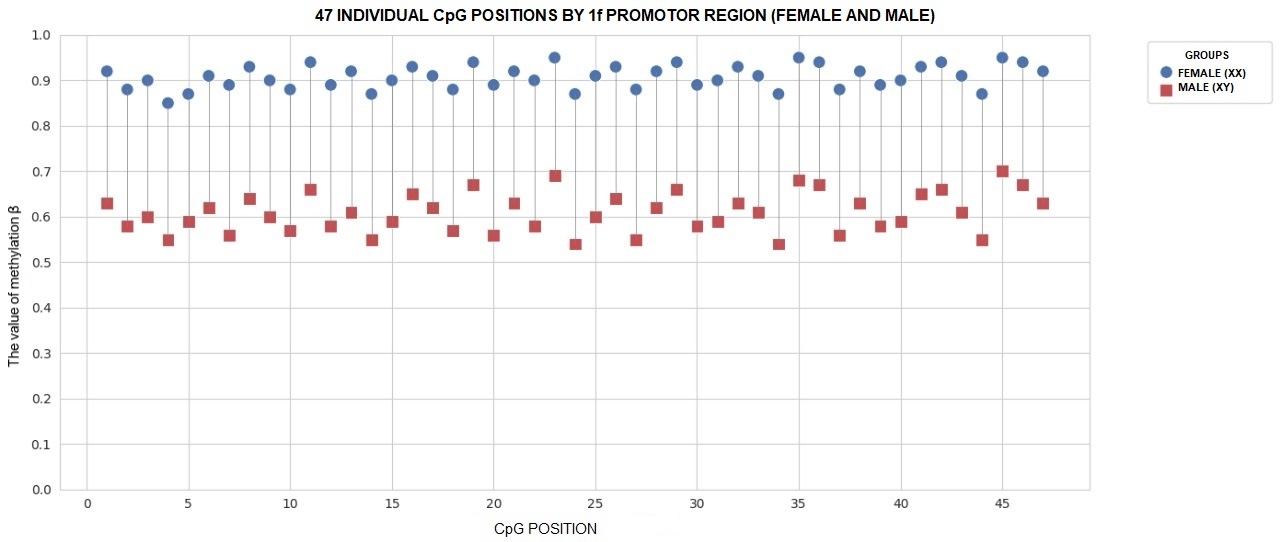 47 INDIVIDUAL CpG POSITIONS BY 1f PROMOTOR REGION (FEMALE AND MALE)
GROUPS
FEMALE (XX)
MALE (XY)
The value of methylation β
1.0
0.9
0.8
0.7
0.6
0.5
0.4
0.3
0.2
0.1
0.0
0 5 10 15 20 25 30 35 40 45
CpG POSITION